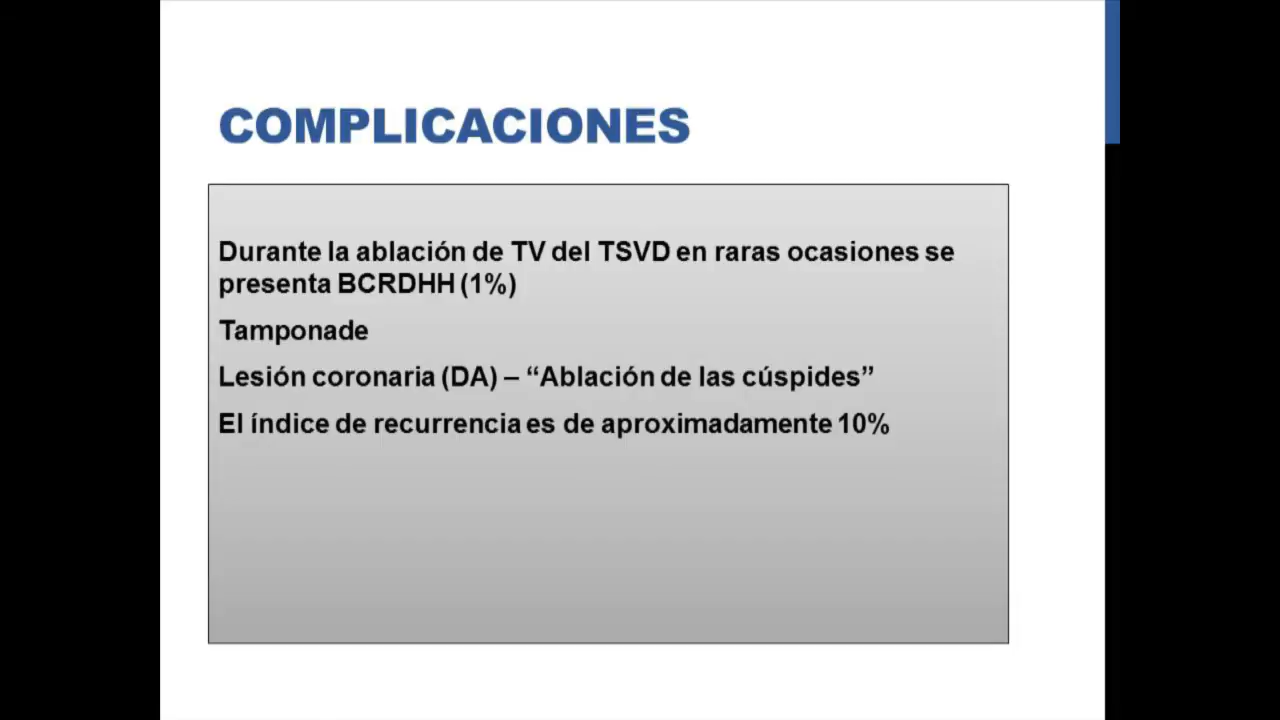 COMPLICACIONES
Durante la ablación de TV del TSVD en raras ocasiones se
presenta BCRDHH (1%)
Tamponade
Lesión coronaria (DA) – “Ablación de las cúspides”
El índice de recurrencia es de aproximadamente 10%